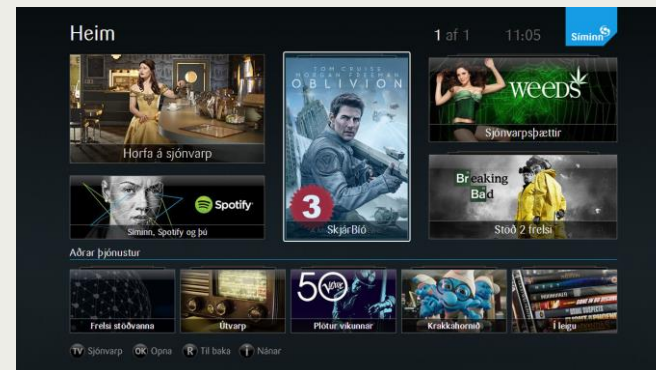 Heim
1 af 1
11:05
Síminn
Horfa á sjónvarp
TOM CRUISE
MORGAN FREEMAN
OBLIVION
3
SkjárBíó
weeds
Sjónvarpsþættir
Spotify
Síminn, Spotify og þú
Breaking
Bad
Stöð 2 frelsi
Aðrar þjónustur
Frelsi stöðvanna
Útvarp
50 Verve
Plötur vikunnar
Krakkahornið
Í leigu
TV Sjónvarp OK Opna R Til baka i Nánar